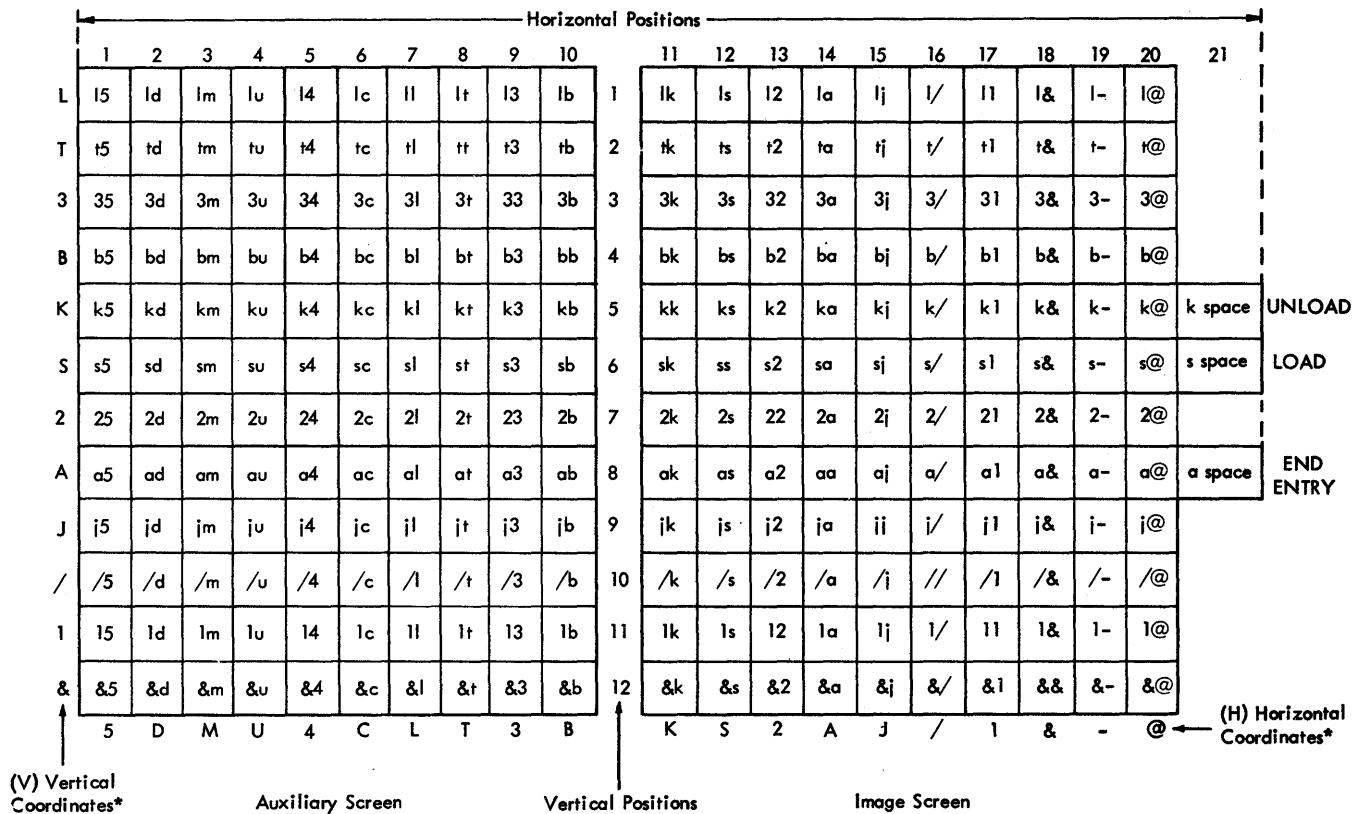 Horizontal Positions
1 2 3 4 5 6 7 8 9 10 11 12 13 14 15 16 17 18 19 20 21
L l5 ld lm lu l4 lc ll lt l3 lb 1 lk ls l2 la lj l/ l1 l& l- l@
T t5 td tm tu t4 tc tl tt t3 tb 2 tk ts t2 ta tj t/ t1 t& t- t@
3 35 3d 3m 3u 34 3c 3l 3t 33 3b 3 3k 3s 32 3a 3j 3/ 31 3& 3- 3@
B b5 bd bm bu b4 bc bl bt b3 bb 4 bk bs b2 ba bj b/ b1 b& b- b@
K k5 kd km ku k4 kc kl kt k3 kb 5 kk ks k2 ka kj k/ k1 k& k- k@ k space UNLOAD
S s5 sd sm su s4 sc sl st s3 sb 6 sk ss s2 sa sj s/ s1 s& s- s@ s space LOAD
2 25 2d 2m 2u 24 2c 2l 2t 23 2b 7 2k 2s 22 2a 2j 2/ 21 2& 2- 2@
A a5 ad am au a4 ac al at a3 ab 8 ak as a2 aa aj a/ a1 a& a- a@ a space END
ENTRY
J j5 jd jm ju j4 jc jl jt j3 jb 9 jk js j2 ja jj j/ j1 j& j- j@
/ /5 /d /m /u /4 /c /l /t /3 /b 10 /k /s /2 /a /j // /1 /& /- /@
1 15 1d 1m 1u 14 1c 1l 1t 13 1b 11 1k 1s 12 1a 1j 1/ 11 1& 1- 1@
& &5 &d &m &u &4 &c &l &t &3 &b 12 &k &s &2 &a &j &/ &1 && &- &@
5 D M U 4 C L T 3 B K S 2 A J / 1 & - @
(H) Horizontal
Coordinates*
(V) Vertical
Coordinates*
Auxiliary Screen Vertical Positions Image Screen